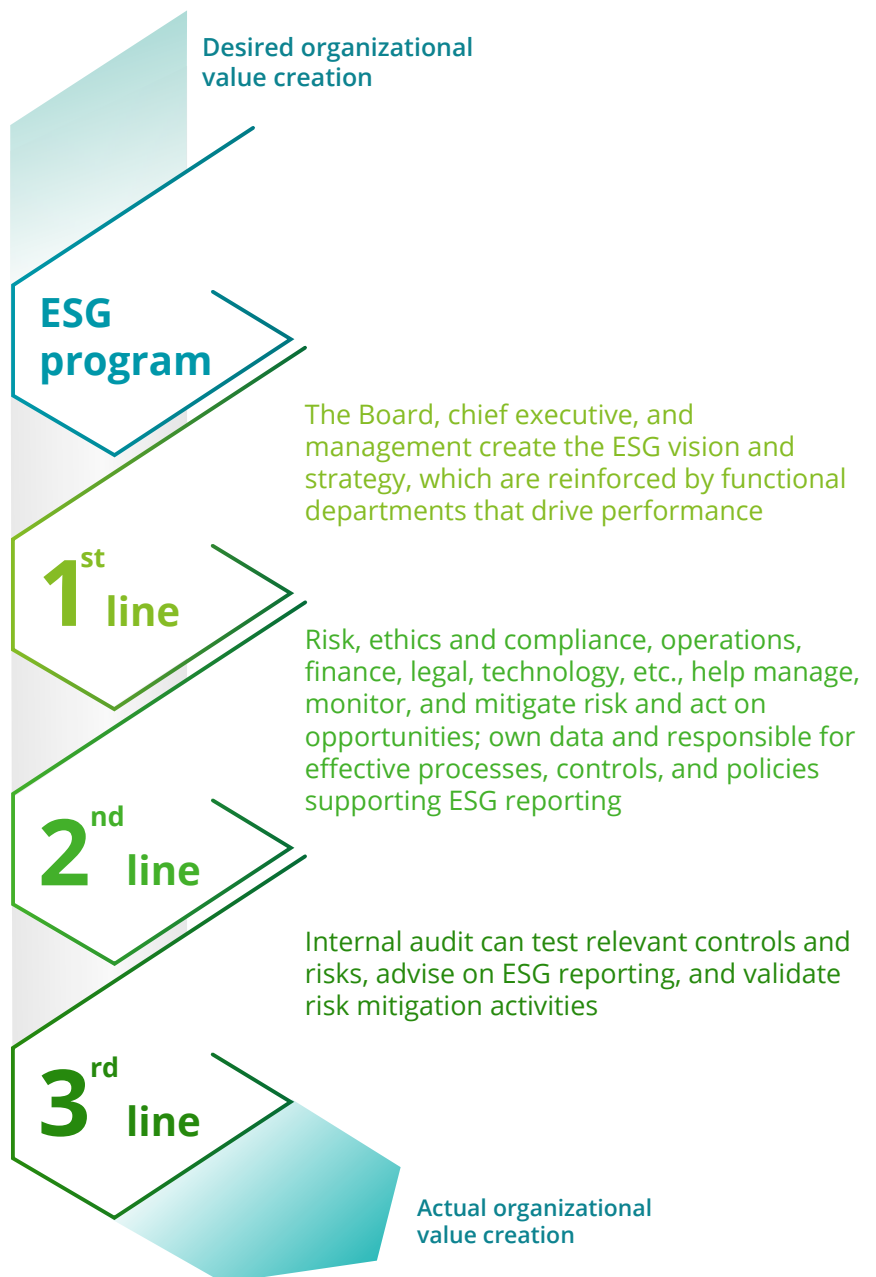 Desired organizational
value creation
ESG
program
The Board, chief executive, and
management create the ESG vision and
strategy, which are reinforced by functional
departments that drive performance
1st line
Risk, ethics and compliance, operations,
finance, legal, technology, etc., help manage,
monitor, and mitigate risk and act on
opportunities; own data and responsible for
effective processes, controls, and policies
supporting ESG reporting
2nd line
Internal audit can test relevant controls and
risks, advise on ESG reporting, and validate
risk mitigation activities
3rd line
Actual organizational
value creation